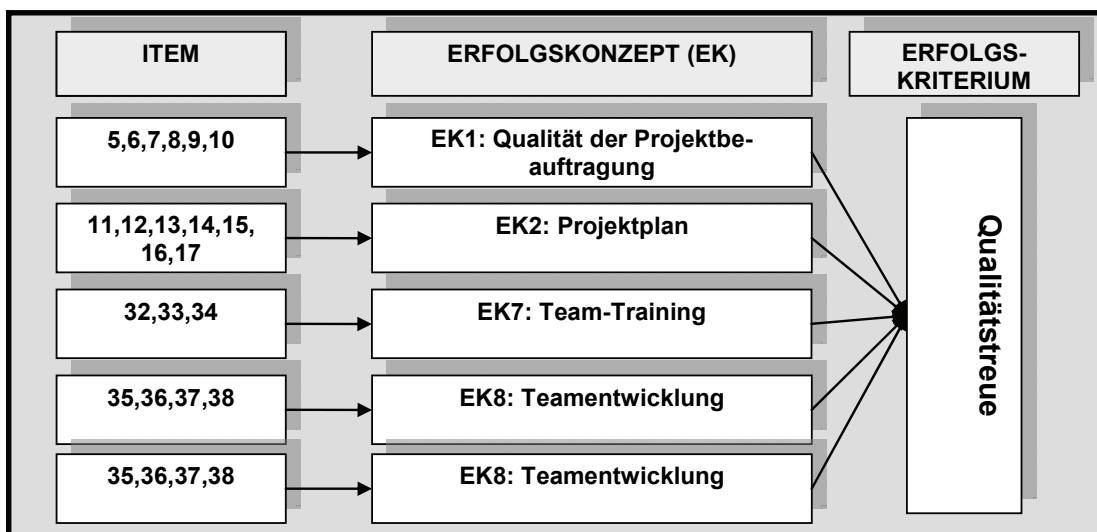 ITEM
ERFOLGSKONZEPT (EK)
ERFOLGS-
KRITERIUM
5,6,7,8,9,10
EK1: Qualität der Projektbe-
auftragung
11,12,13,14,15,
16,17
EK2: Projektplan
32,33,34
EK7: Team-Training
35,36,37,38
EK8: Teamentwicklung
35,36,37,38
EK8: Teamentwicklung
Qualitätstreue